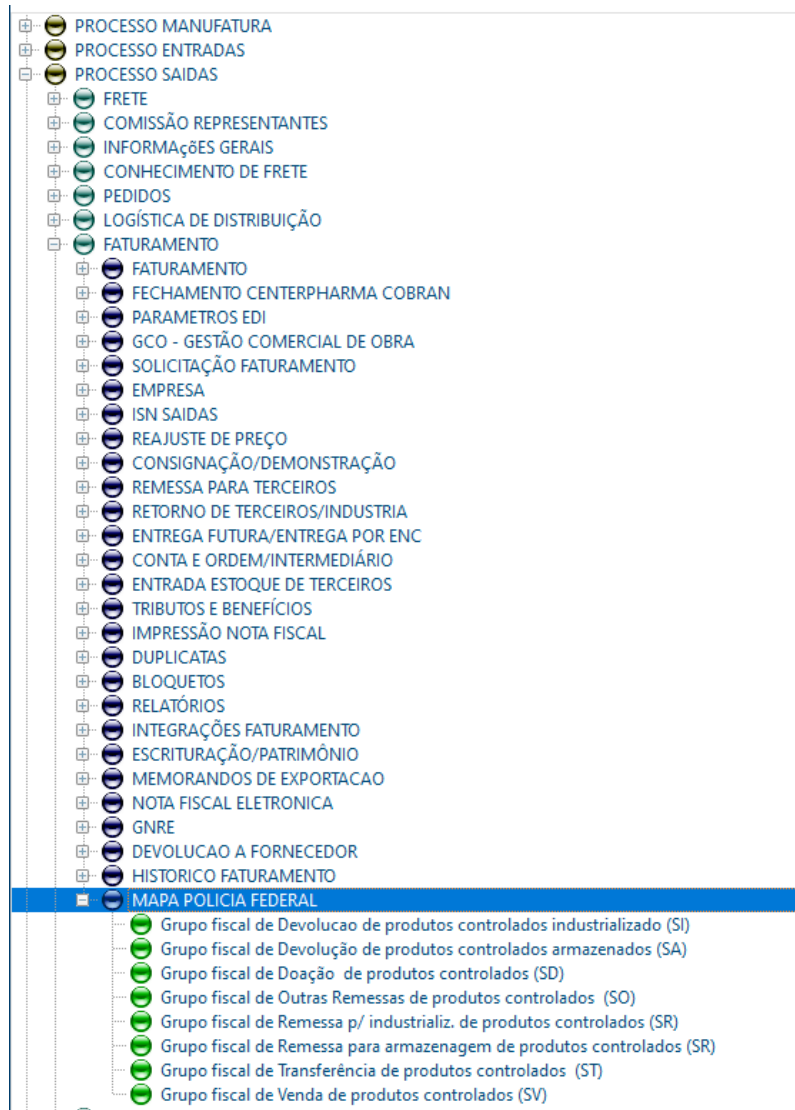 PROCESSO MANUFATURA
PROCESSO ENTRADAS
PROCESSO SAIDAS
FRETE
COMISSÃO REPRESENTANTES
INFORMAçõES GERAIS
CONHECIMENTO DE FRETE
PEDIDOS
LOGÍSTICA DE DISTRIBUIÇÃO
FATURAMENTO
FATURAMENTO
FECHAMENTO CENTERPHARMA COBRAN
PARAMETROS EDI
GCO - GESTÃO COMERCIAL DE OBRA
SOLICITAÇÃO FATURAMENTO
EMPRESA
ISN SAIDAS
REAJUSTE DE PREÇO
CONSIGNAÇÃO/DEMONSTRAÇÃO
REMESSA PARA TERCEIROS
RETORNO DE TERCEIROS/INDUSTRIA
ENTREGA FUTURA/ENTREGA POR ENC
CONTA E ORDEM/INTERMEDIÁRIO
ENTRADA ESTOQUE DE TERCEIROS
TRIBUTOS E BENEFÍCIOS
IMPRESSÃO NOTA FISCAL
DUPLICATAS
BLOQUETOS
RELATÓRIOS
INTEGRAÇÕES FATURAMENTO
ESCRITURAÇÃO/PATRIMÔNIO
MEMORANDOS DE EXPORTACAO
NOTA FISCAL ELETRONICA
GNRE
DEVOLUCAO A FORNECEDOR
HISTORICO FATURAMENTO
MAPA POLICIA FEDERAL
Grupo fiscal de Devolucao de produtos controlados industrializado (SI)
Grupo fiscal de Devolução de produtos controlados armazenados (SA)
Grupo fiscal de Doação  de produtos controlados (SD)
Grupo fiscal de Outras Remessas de produtos controlados  (SO)
Grupo fiscal de Remessa p/ industrializ. de produtos controlados (SR)
Grupo fiscal de Remessa para armazenagem de produtos controlados (SR)
Grupo fiscal de Transferência de produtos controlados  (ST)
Grupo fiscal de Venda de produtos controlados (SV)